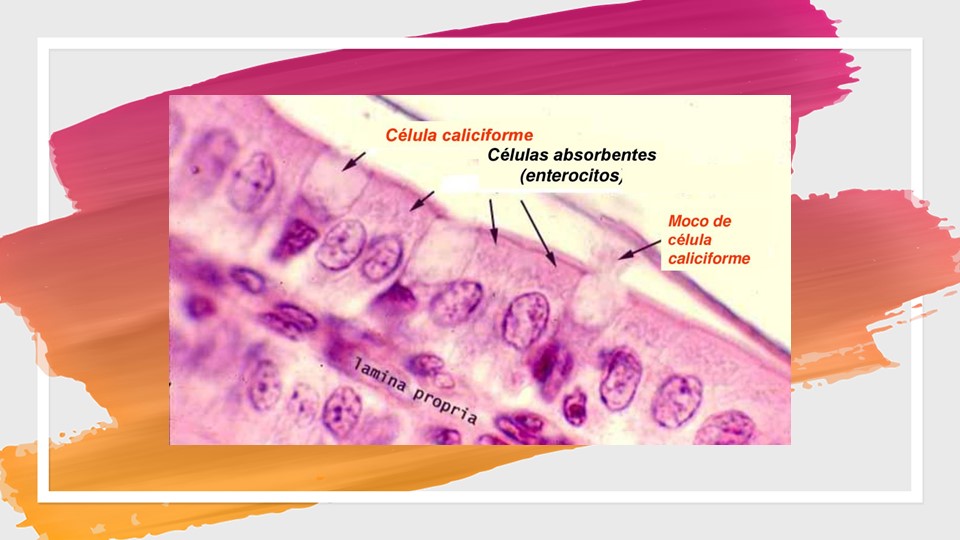 Célula caliciforme
Células absorbentes
(enterocitos)
Moco de
célula
caliciforme
lamina propria